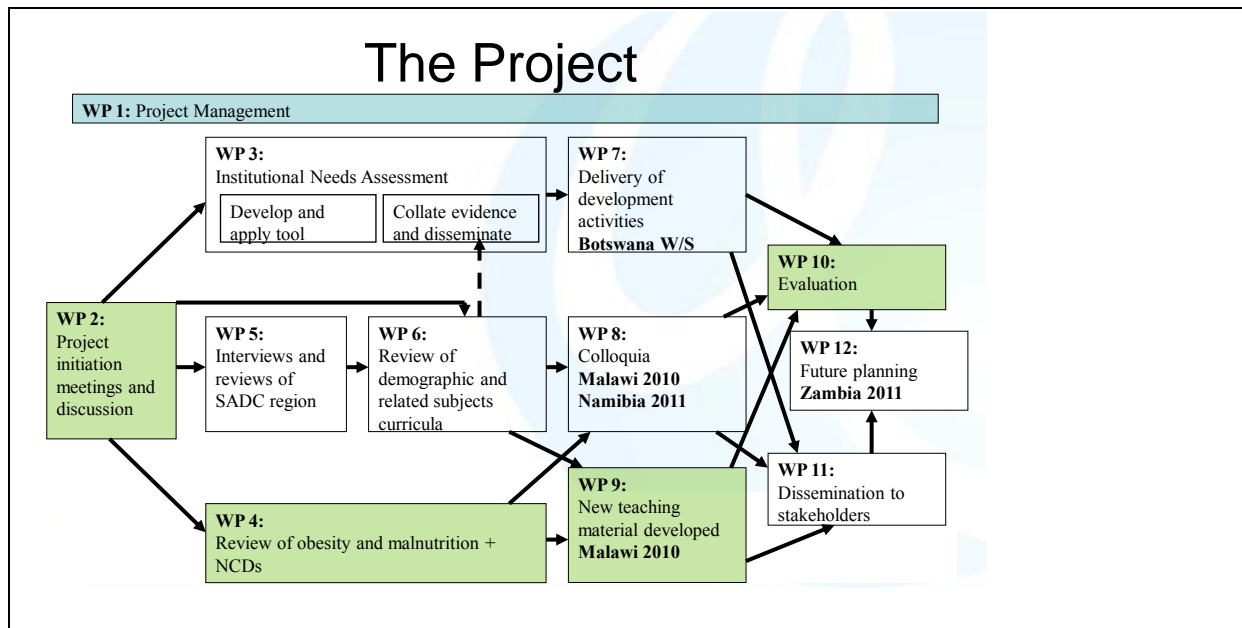 The Project
WP 1: Project Management
WP 3:
Institutional Needs Assessment
Develop and
apply tool
Collate evidence
and disseminate
WP 7:
Delivery of
development
activities
Botswana W/S
WP 10:
Evaluation
WP 2:
Project
initiation
meetings and
discussion
WP 5:
Interviews and
reviews of
SADC region
WP 6:
Review of
demographic and
related subjects
curricula
WP 8:
Colloquia
Malawi 2010
Namibia 2011
WP 12:
Future planning
Zambia 2011
WP 4:
Review of obesity and malnutrition +
NCDs
WP 9:
New teaching
material developed
Malawi 2010
WP 11:
Dissemination to
stakeholders